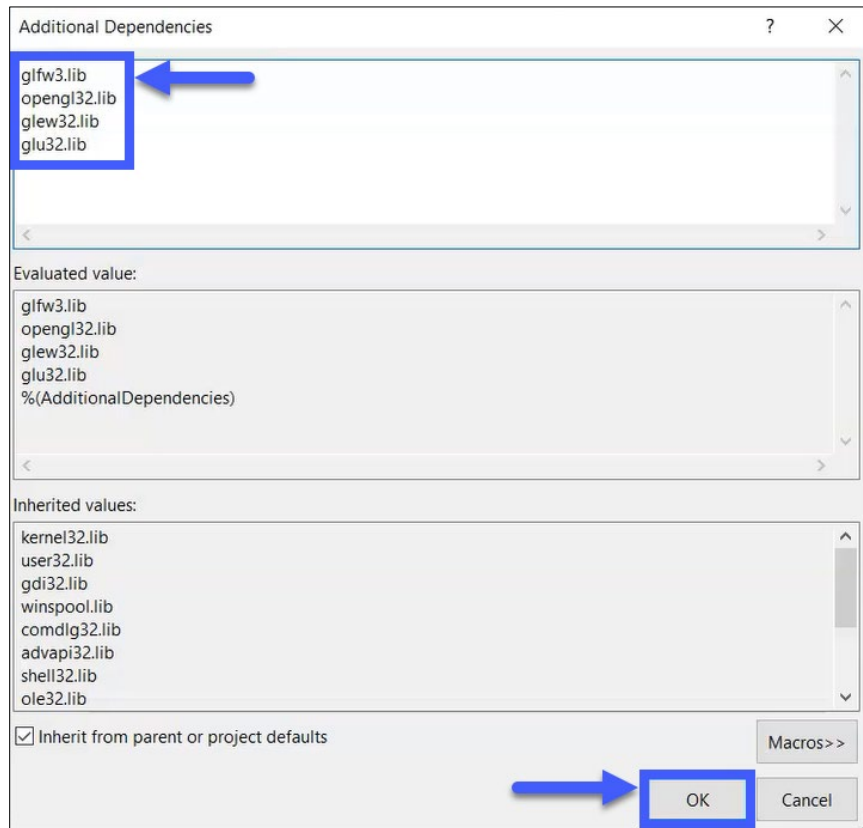 Additional Dependencies ?
glfw3.lib
opengl32.lib
glew32.lib
glu32.lib
Evaluated value:
glfw3.lib
opengl32.lib
glew32.lib
glu32.lib
%(AdditionalDependencies)
Inherited values:
kernel32.lib
user32.lib
gdi32.lib
winspool.lib
comdlg32.lib
advapi32.lib
shell32.lib
ole32.lib
Inherit from parent or project defaults
Macros>>
OK Cancel